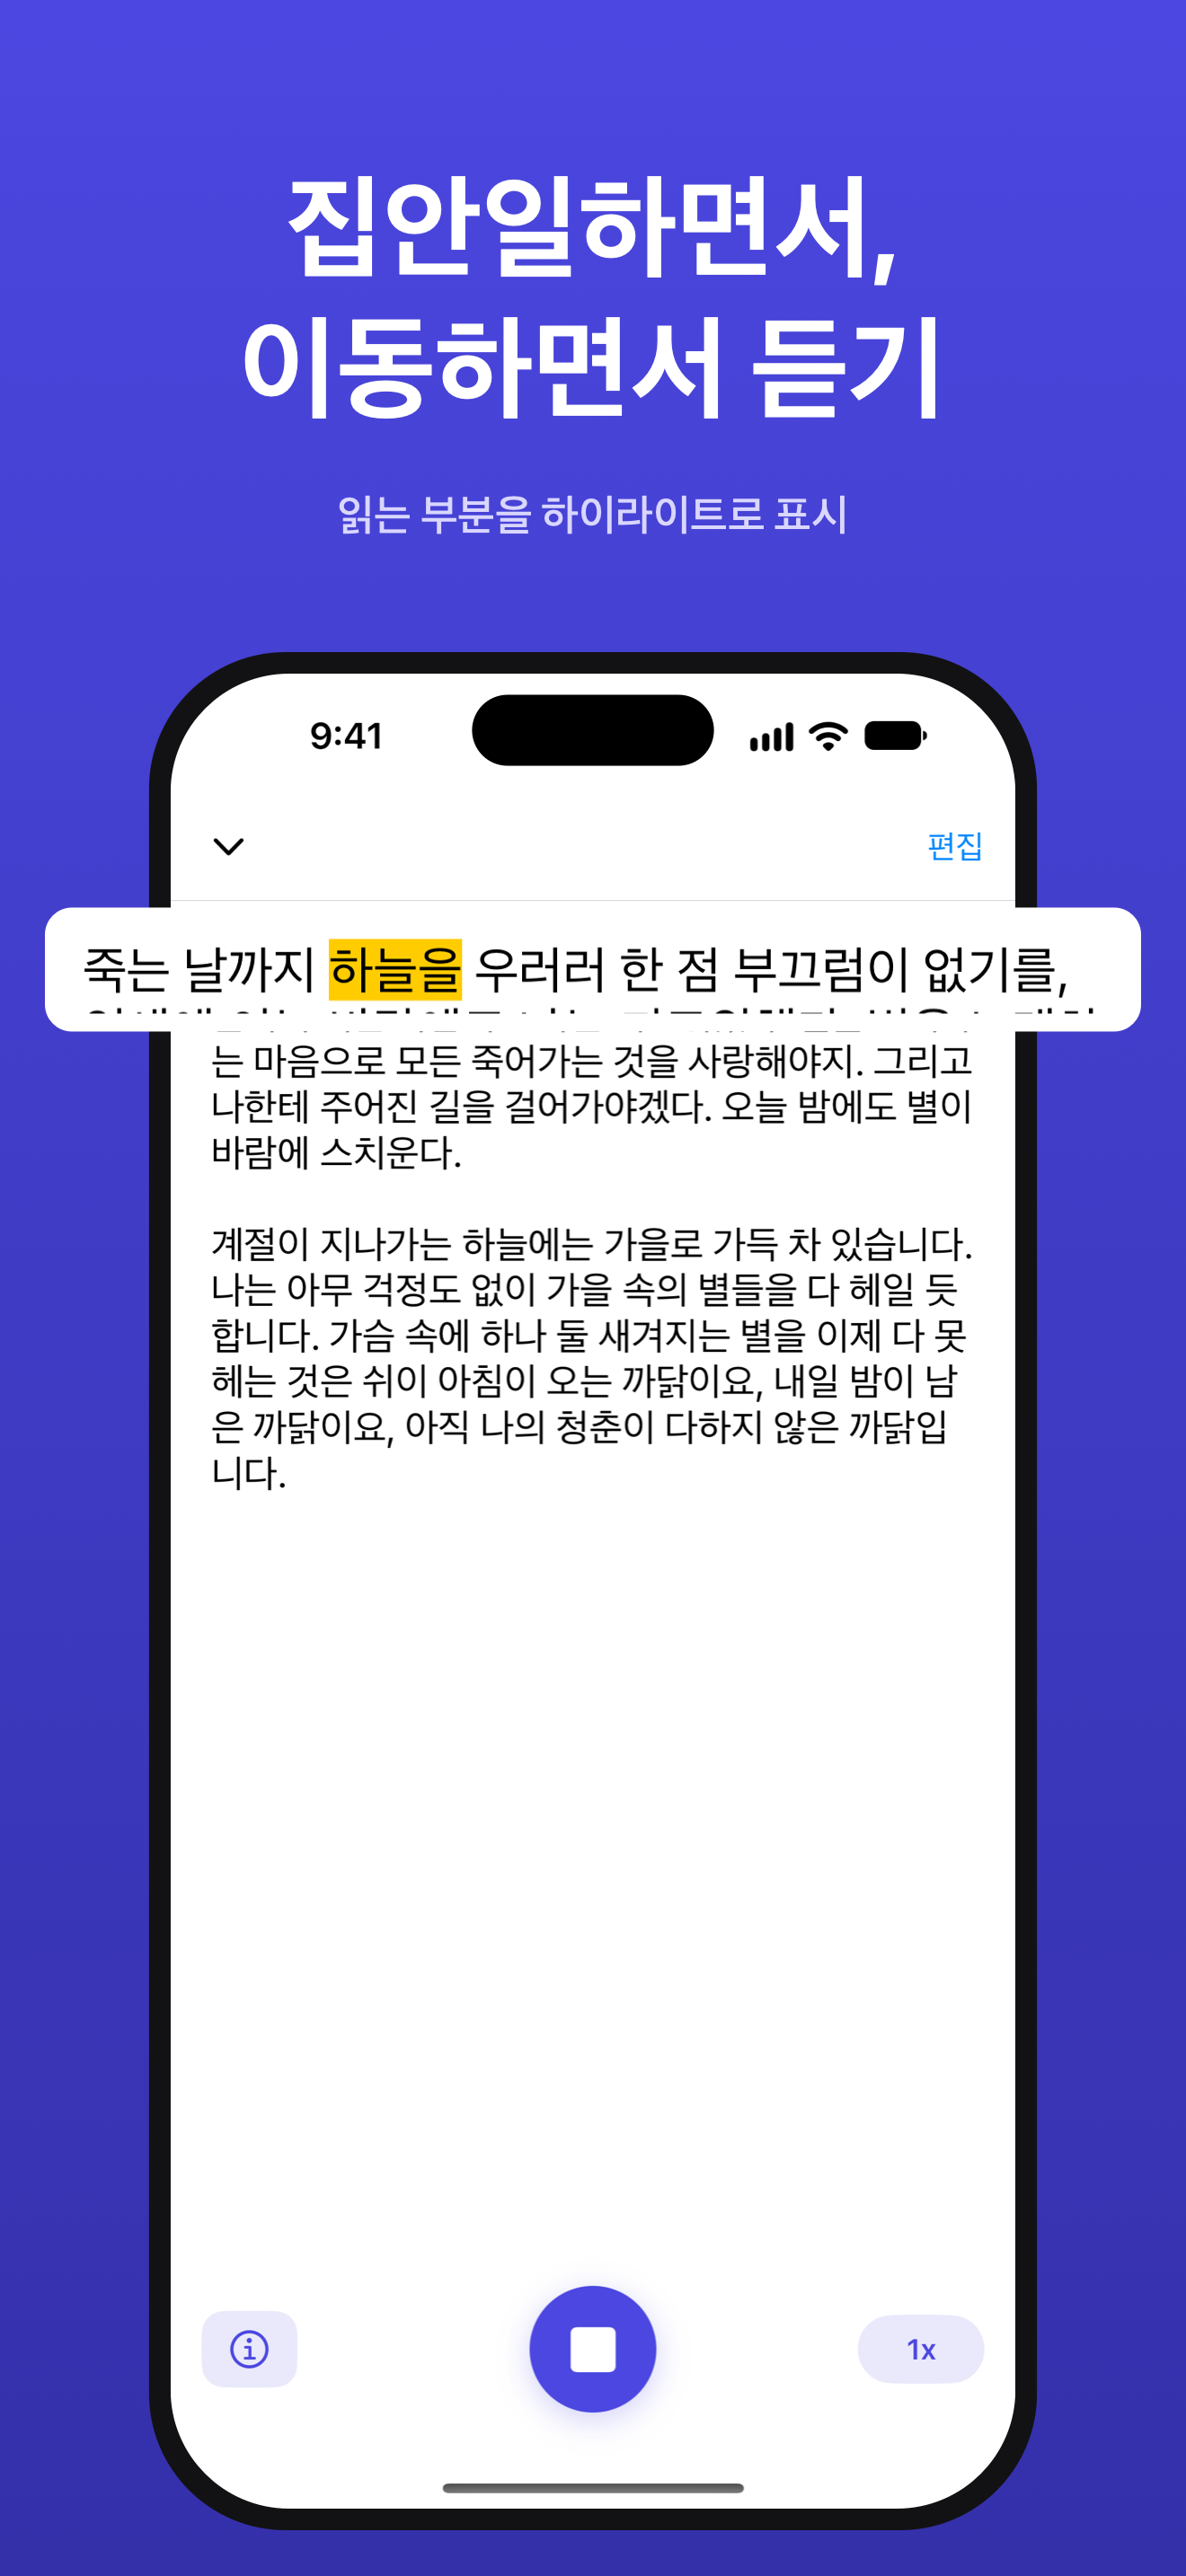 집안일하면서,
이동하면서 듣기
읽는 부분을 하이라이트로 표시
9:41
편집
죽는 날까지 하늘을 우러러 한 점 부끄럼이 없기를,
는 마음으로 모든 죽어가는 것을 사랑해야지. 그리고
나한테 주어진 길을 걸어가야겠다. 오늘 밤에도 별이
바람에 스치운다.
계절이 지나가는 하늘에는 가을로 가득 차 있습니다.
나는 아무 걱정도 없이 가을 속의 별들을 다 헤일 듯
합니다. 가슴 속에 하나 둘 새겨지는 별을 이제 다 못
헤는 것은 쉬이 아침이 오는 까닭이요, 내일 밤이 남
은 까닭이요, 아직 나의 청춘이 다하지 않은 까닭입
니다.
1x